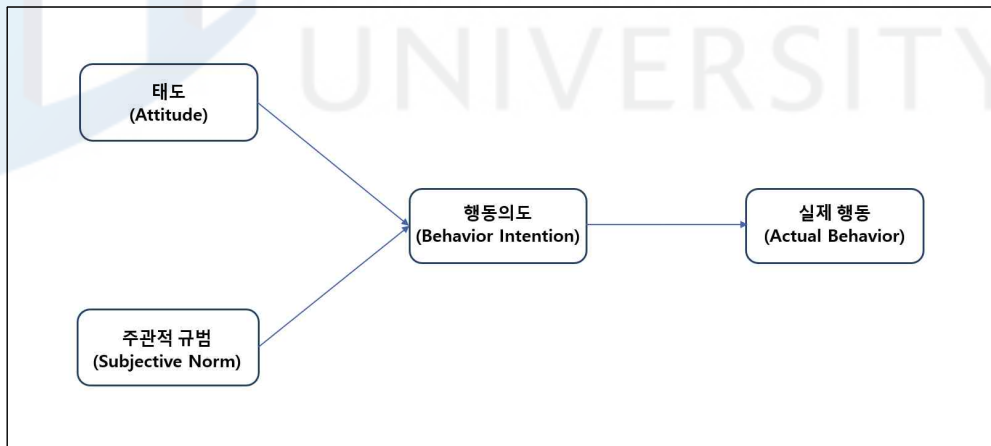 UNIVERSITY
태도
(Attitude)
행동의도
(Behavior Intention)
실제 행동
(Actual Behavior)
주관적 규범
(Subjective Norm)